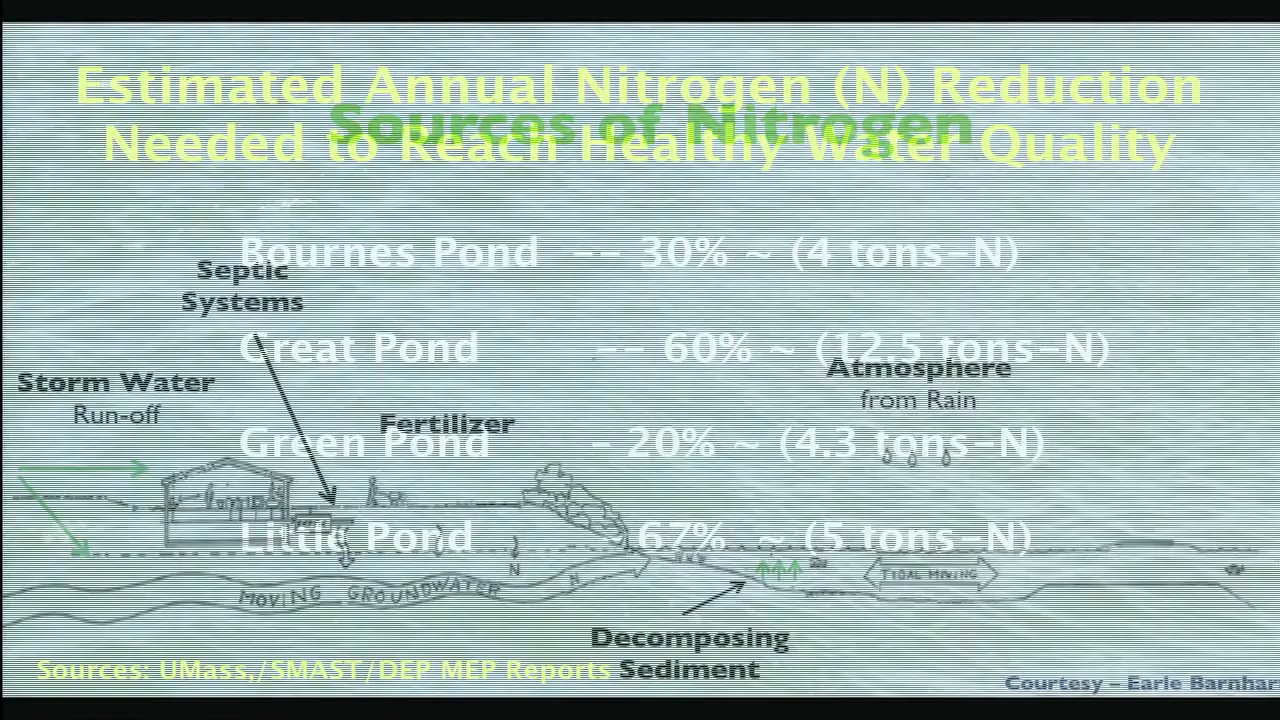 Estimated Annual Nitrogen (N) Reduction
Needed to Reach Healthy Water Quality
Sources of Nitrogen
Bournes Pond -- 30% ~ (4 tons-N)
Septic
Systems
Great Pond -- 60% ~ (12.5 tons-N)
Storm Water
Run-off
Atmosphere
from Rain
Fertilizer
Green Pond - 20% ~ (4.3 tons-N)
Little Pond - 67% ~ (5 tons-N)
N
N
TIDAL MIXING
MOVING GROUNDWATER
Decomposing
Sediment
Sources: UMass,/SMAST/DEP MEP Reports
Courtesy – Earle Barnhar